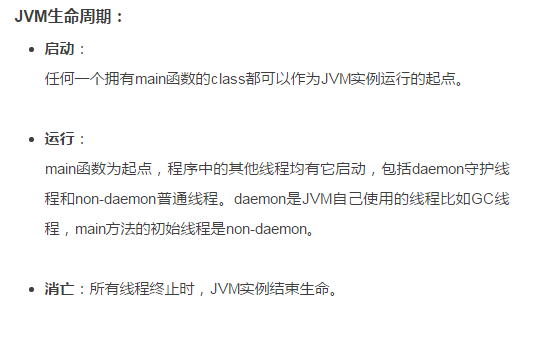 JVM生命周期：
启动：
任何一个拥有main函数的class都可以作为JVM实例运行的起点。
运行：
main函数为起点，程序中的其他线程均有它启动，包括daemon守护线
程和non-daemon普通线程。daemon是JVM自己使用的线程比如GC线
程，main方法的初始线程是non-daemon。
消亡：所有线程终止时，JVM实例结束生命。